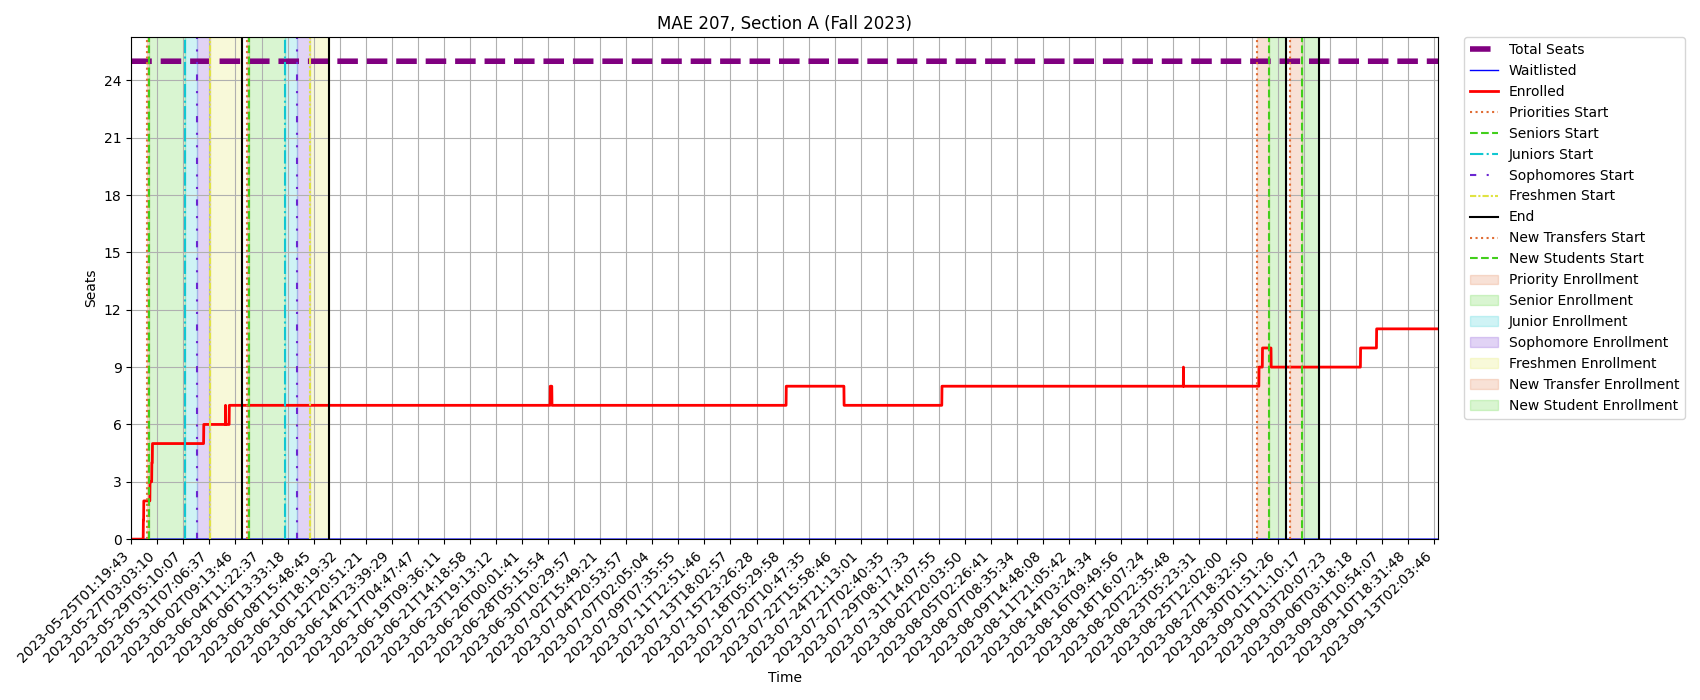 MAE 207, Section A (Fall 2023)
Seats
24
21
18
15
12
9
6
3
0
2023-05-25T01:19:43
2023-05-27T03:03:10
2023-05-29T05:10:07
2023-05-31T07:06:37
2023-06-02T09:13:46
2023-06-04T11:22:37
2023-06-06T13:33:18
2023-06-08T15:48:45
2023-06-10T18:19:32
2023-06-12T20:51:21
2023-06-14T23:39:29
2023-06-17T04:47:47
2023-06-19T09:36:11
2023-06-21T14:18:58
2023-06-23T19:13:12
2023-06-26T00:01:41
2023-06-28T05:15:54
2023-06-30T10:29:57
2023-07-02T15:49:21
2023-07-04T20:53:57
2023-07-07T02:05:04
2023-07-09T07:35:55
2023-07-11T12:51:46
2023-07-13T18:02:57
2023-07-15T23:26:28
2023-07-18T05:29:58
2023-07-20T10:47:35
2023-07-22T15:58:46
2023-07-24T21:13:01
2023-07-27T02:40:35
2023-07-29T08:17:33
2023-07-31T14:07:55
2023-08-02T20:03:50
2023-08-05T02:26:41
2023-08-07T08:35:34
2023-08-09T14:48:08
2023-08-11T21:05:42
2023-08-14T03:24:34
2023-08-16T09:49:56
2023-08-18T16:07:24
2023-08-20T22:35:48
2023-08-23T05:23:31
2023-08-25T12:02:00
2023-08-27T18:32:50
2023-08-30T01:51:26
2023-09-01T11:10:17
2023-09-03T20:07:23
2023-09-06T03:18:18
2023-09-08T10:54:07
2023-09-10T18:31:48
2023-09-13T02:03:46
Time
Total Seats
Waitlisted
Enrolled
Priorities Start
Seniors Start
Juniors Start
Sophomores Start
Freshmen Start
End
New Transfers Start
New Students Start
Priority Enrollment
Senior Enrollment
Junior Enrollment
Sophomore Enrollment
Freshmen Enrollment
New Transfer Enrollment
New Student Enrollment